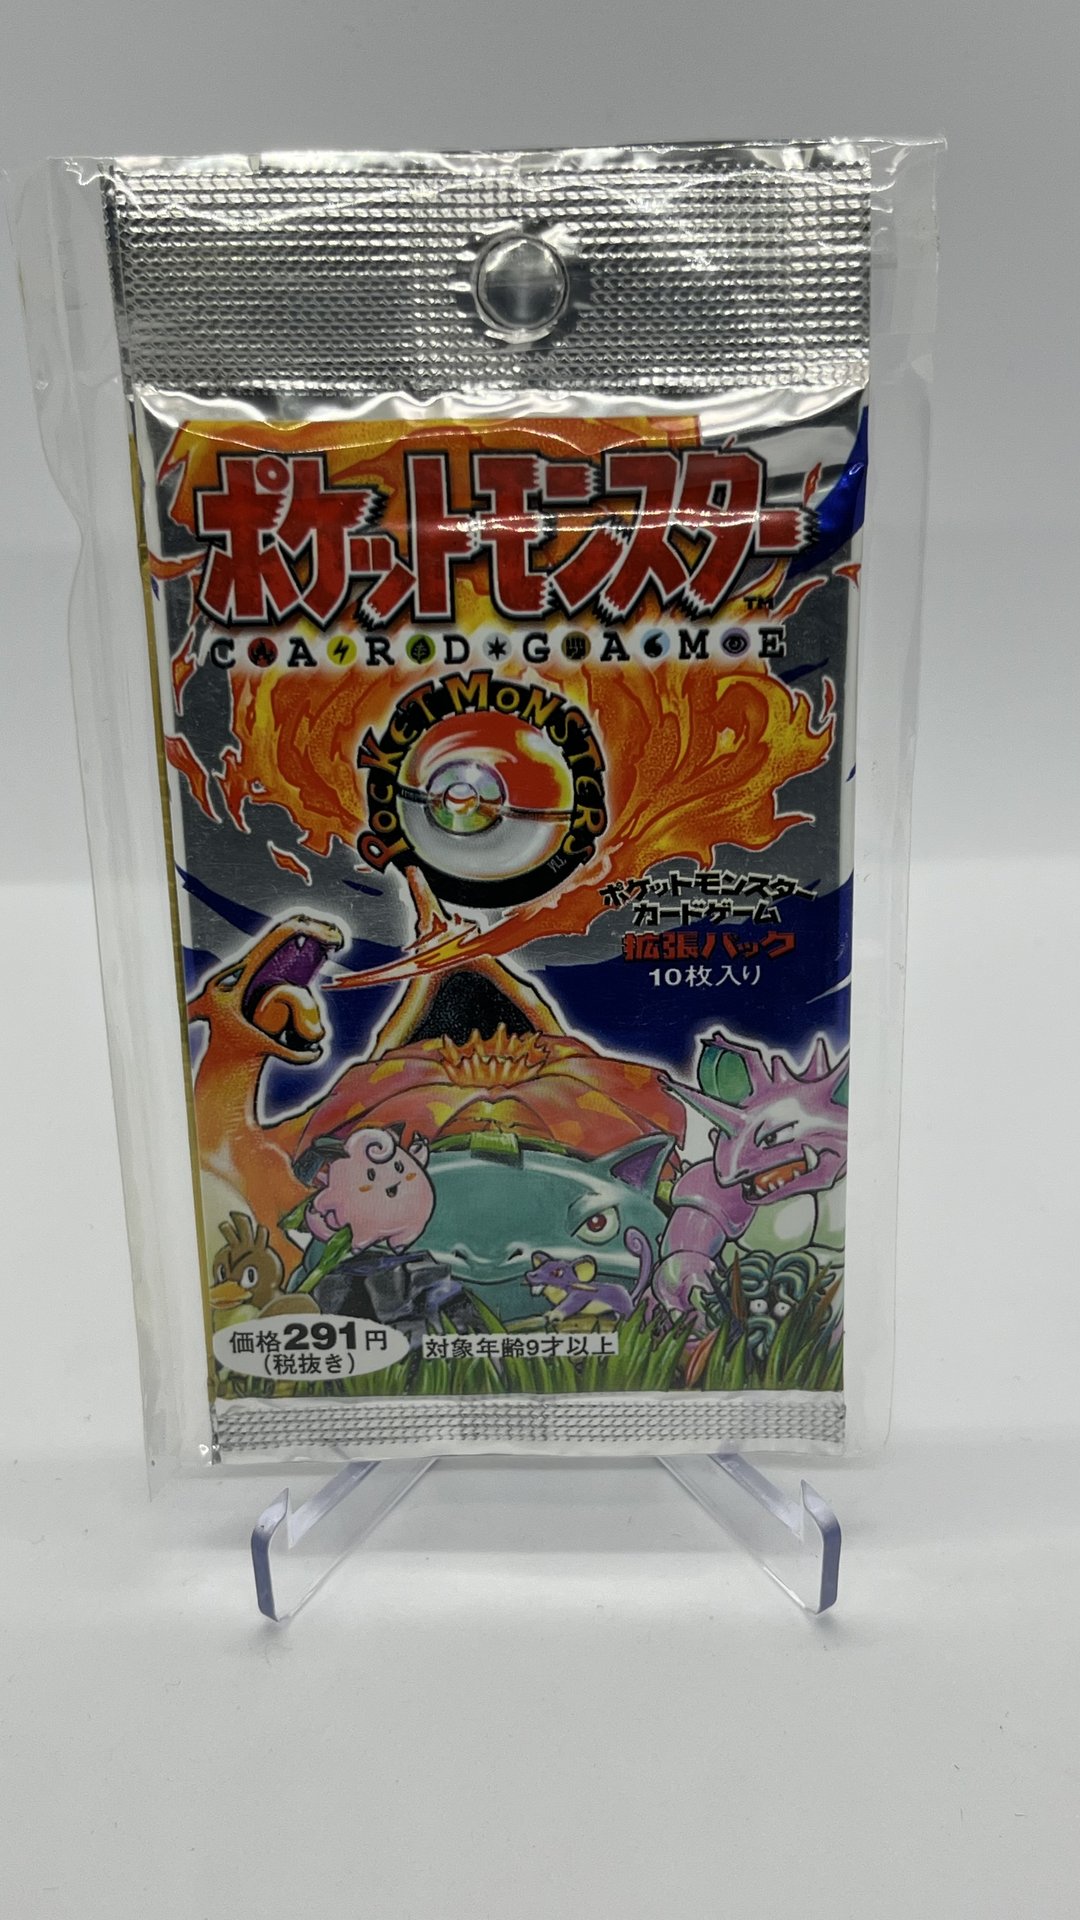 ポケットモンスター
TM
CARD GAME
POCKET MONSTERS
TM
ポケットモンスター
カードゲーム
拡張パック
10枚入り
価格291円
(税抜き)
対象年齢9才以上